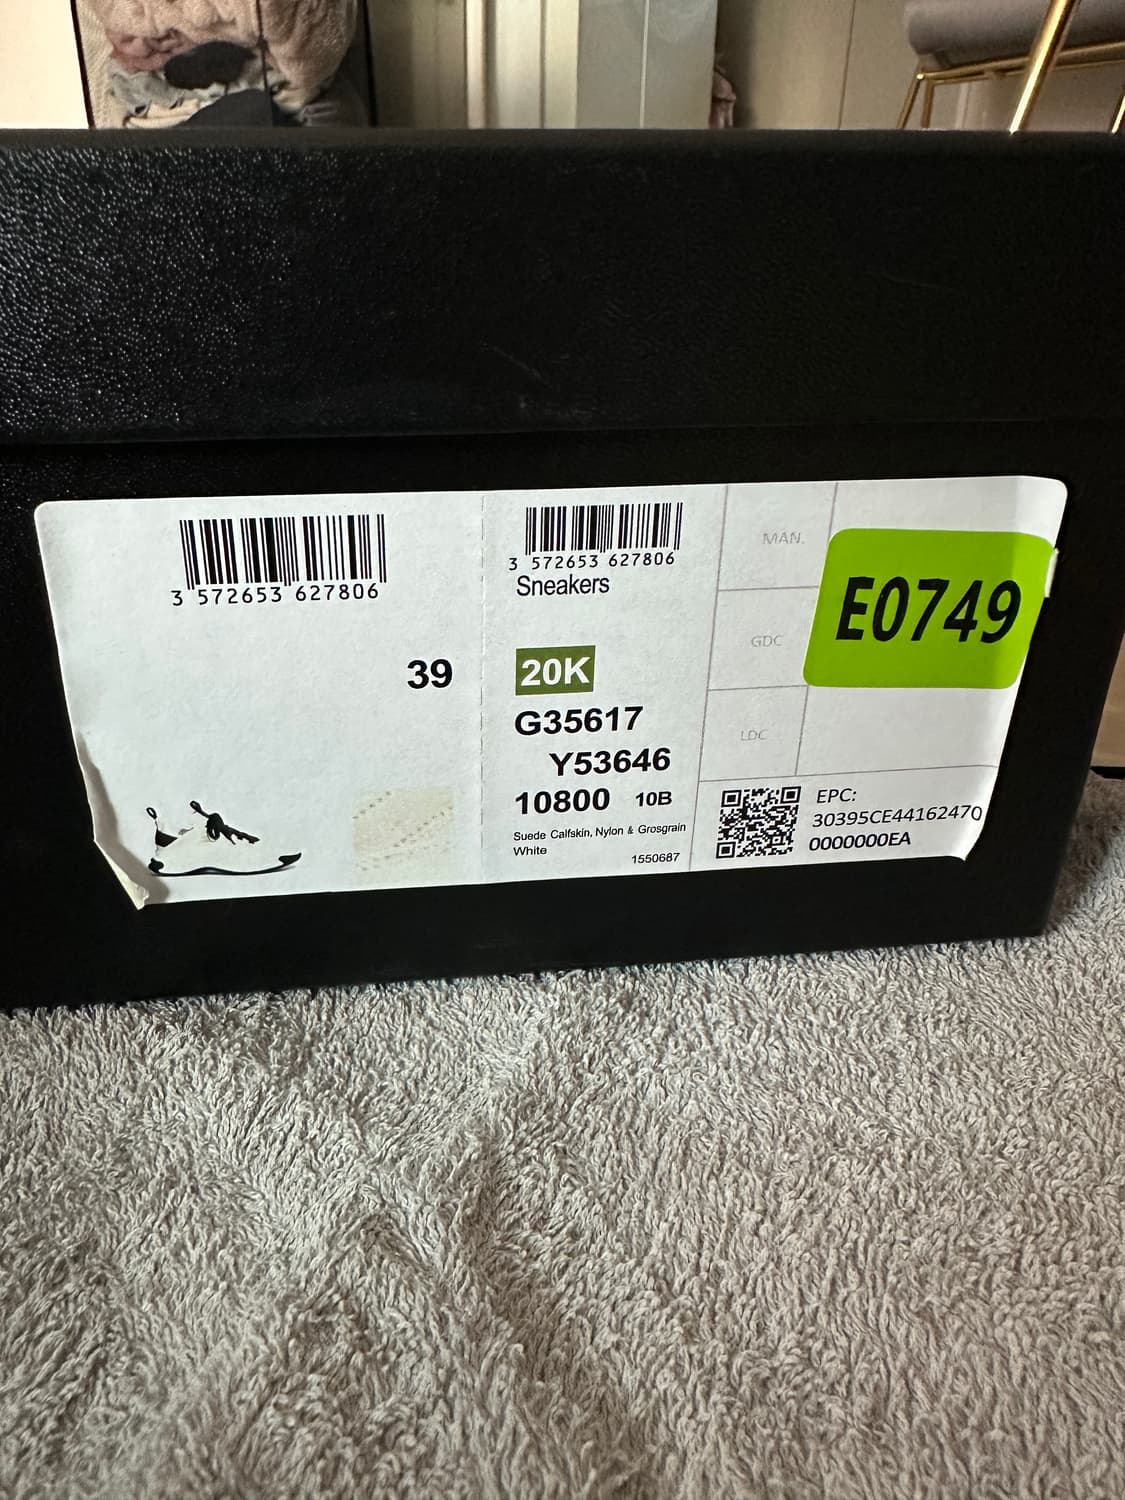 3 572653 627806
39
3 572653 627806
Sneakers
20K
G35617
Y53646
10800 10B
Suede Calfskin, Nylon & Grosgrain
White
1550687
MAN.
GDC
LDC
E0749
EPC:
30395CE44162470
0000000EA